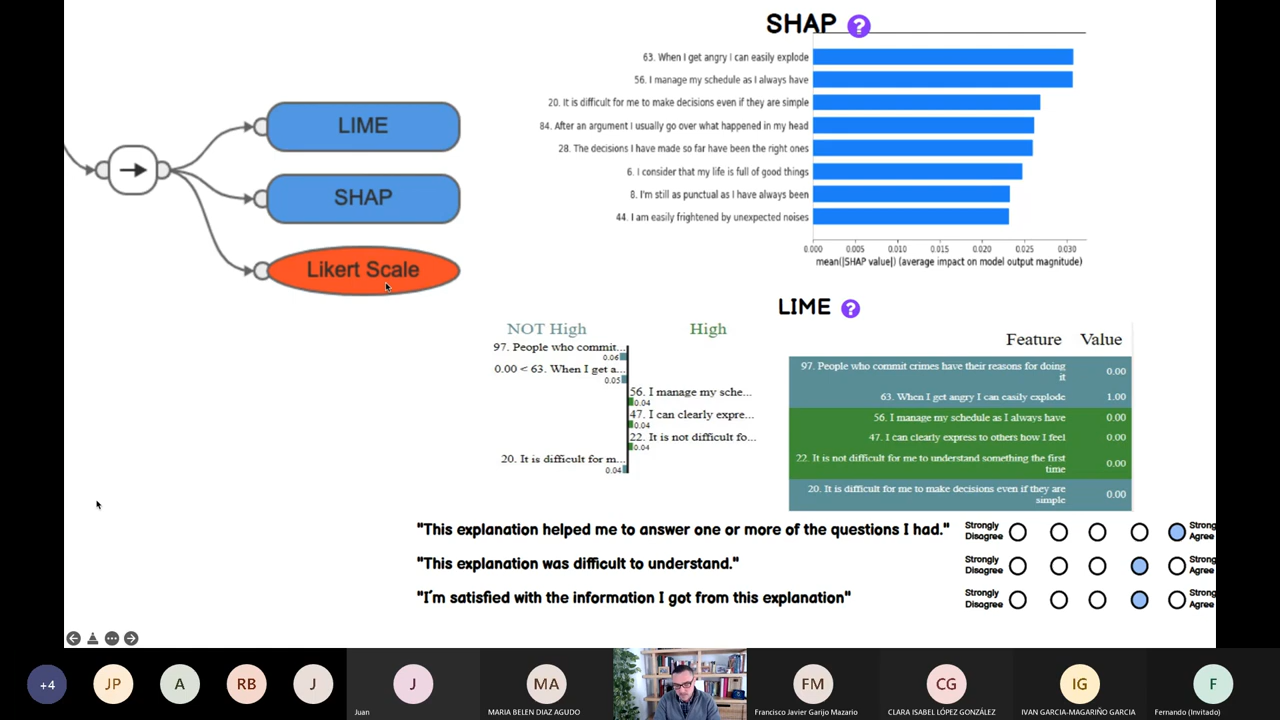 SHAP ?
63. When I get angry I can easily explode
56. I manage my schedule as I always have
20. It is difficult for me to make decisions even if they are simple
84. After an argument I usually go over what happened in my head
28. The decisions I have made so far have been the right ones
6. I consider that my life is full of good things
8. I'm still as punctual as I have always been
44. I am easily frightened by unexpected noises
0.000 0.005 0.010 0.015 0.020 0.025 0.030
mean(|SHAP value|) (average impact on model output magnitude)
LIME
SHAP
Likert Scale
LIME ?
NOT High High
97. People who commit...
0.06
0.00 < 63. When I get a...
0.05
56. I manage my sche...
0.04
47. I can clearly expre...
0.04
22. It is not difficult fo...
0.04
20. It is difficult for m...
0.04
Feature Value
97. People who commit crimes have their reasons for doing
it
0.00
63. When I get angry I can easily explode 1.00
56. I manage my schedule as I always have 0.00
47. I can clearly express to others how I feel 0.00
22. It is not difficult for me to understand something the first
time
0.00
20. It is difficult for me to make decisions even if they are
simple
0.00
"This explanation helped me to answer one or more of the questions I had."
Strongly
Disagree
Strong
Agree
"This explanation was difficult to understand."
Strongly
Disagree
Strong
Agree
"I´m satisfied with the information I got from this explanation"
Strongly
Disagree
Strong
Agree
+4
JP
A
RB
J
J
Juan
MA
MARIA BELEN DIAZ AGUDO
FM
Francisco Javier Garijo Mazario
CG
CLARA ISABEL LÓPEZ GONZÁLEZ
IG
IVAN GARCIA-MAGARIÑO GARCIA
F
Fernando (Invitado)